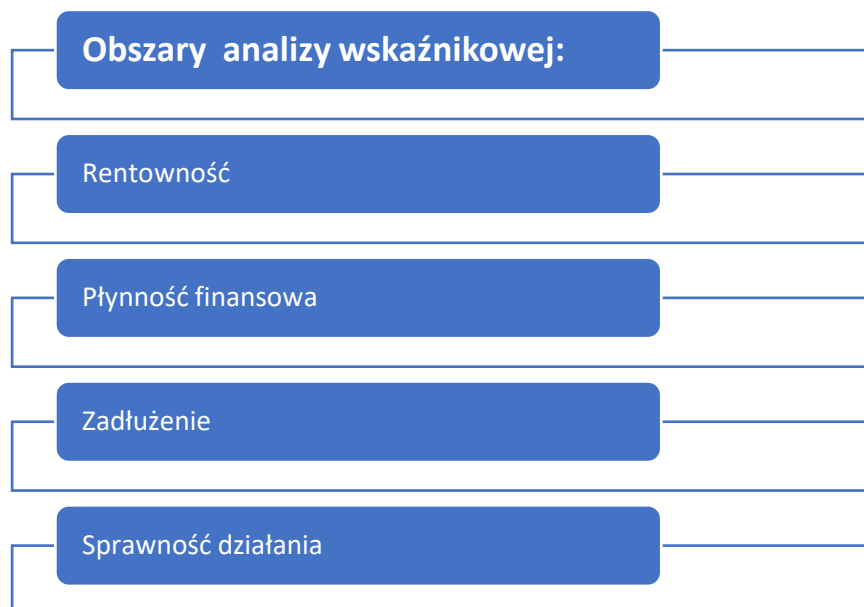 Obszary  analizy wskaźnikowej:
Rentowność
Płynność finansowa
Zadłużenie
Sprawność działania